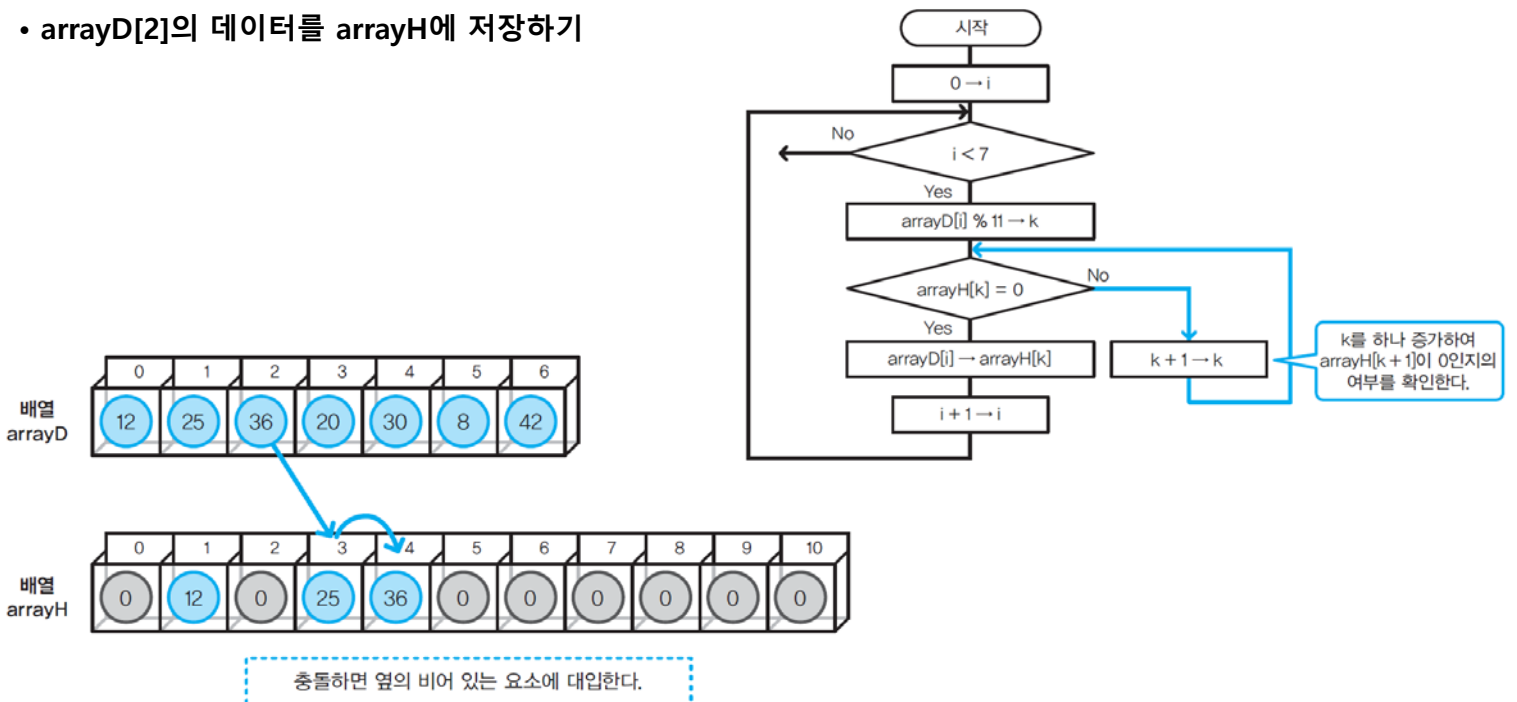 • arrayD[2]의 데이터를 arrayH에 저장하기
시작
0 → i
No
i < 7
Yes
arrayD[i] % 11 → k
No
arrayH[k] = 0
Yes
arrayD[i] → arrayH[k]
k + 1 → k
k를 하나 증가하여
arrayH[k + 1]이 0인지의
여부를 확인한다.
i + 1 → i
0 1 2 3 4 5 6
배열
arrayD
12 25 36 20 30 8 42
0 1 2 3 4 5 6 7 8 9 10
배열
arrayH
0 12 0 25 36 0 0 0 0 0 0
충돌하면 옆의 비어 있는 요소에 대입한다.